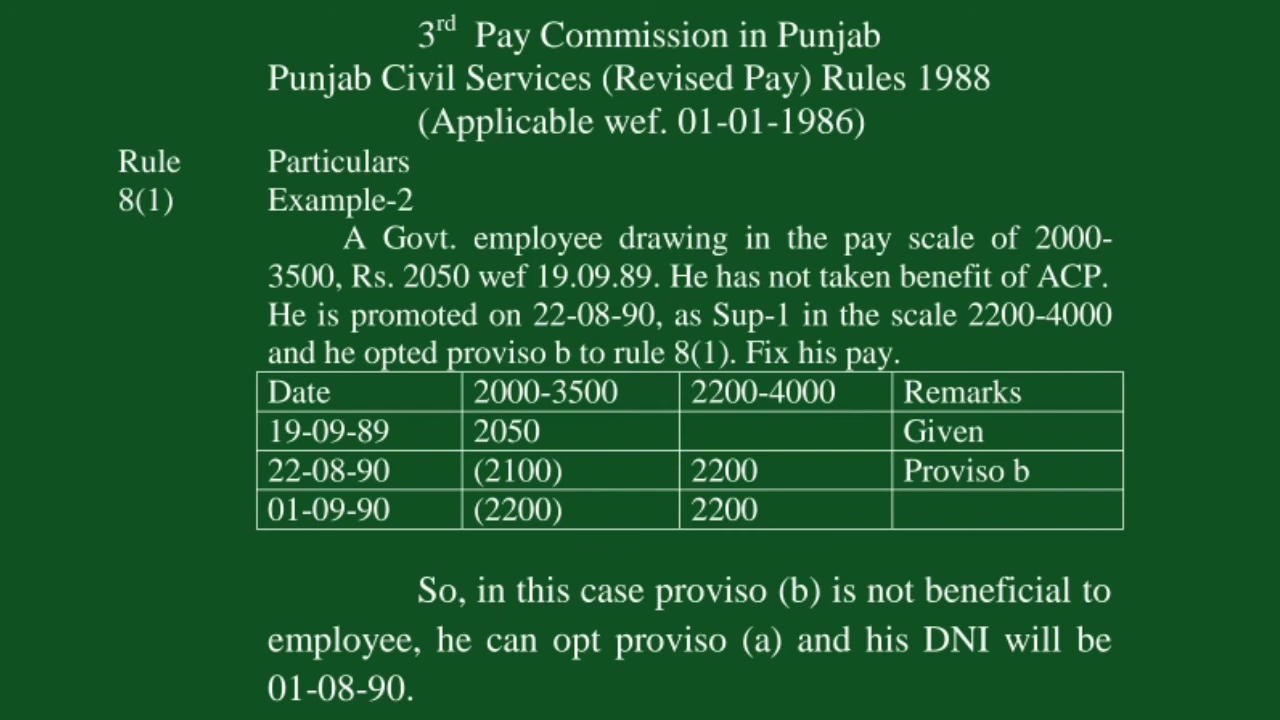 3rd Pay Commission in Punjab
Punjab Civil Services (Revised Pay) Rules 1988
(Applicable wef. 01-01-1986)
Rule Particulars
8(1) Example-2
A Govt. employee drawing in the pay scale of 2000-
3500, Rs. 2050 wef 19.09.89. He has not taken benefit of ACP.
He is promoted on 22-08-90, as Sup-1 in the scale 2200-4000
and he opted proviso b to rule 8(1). Fix his pay.
Date 2000-3500 2200-4000 Remarks
19-09-89 2050 Given
22-08-90 (2100) 2200 Proviso b
01-09-90 (2200) 2200
So, in this case proviso (b) is not beneficial to
employee, he can opt proviso (a) and his DNI will be
01-08-90.